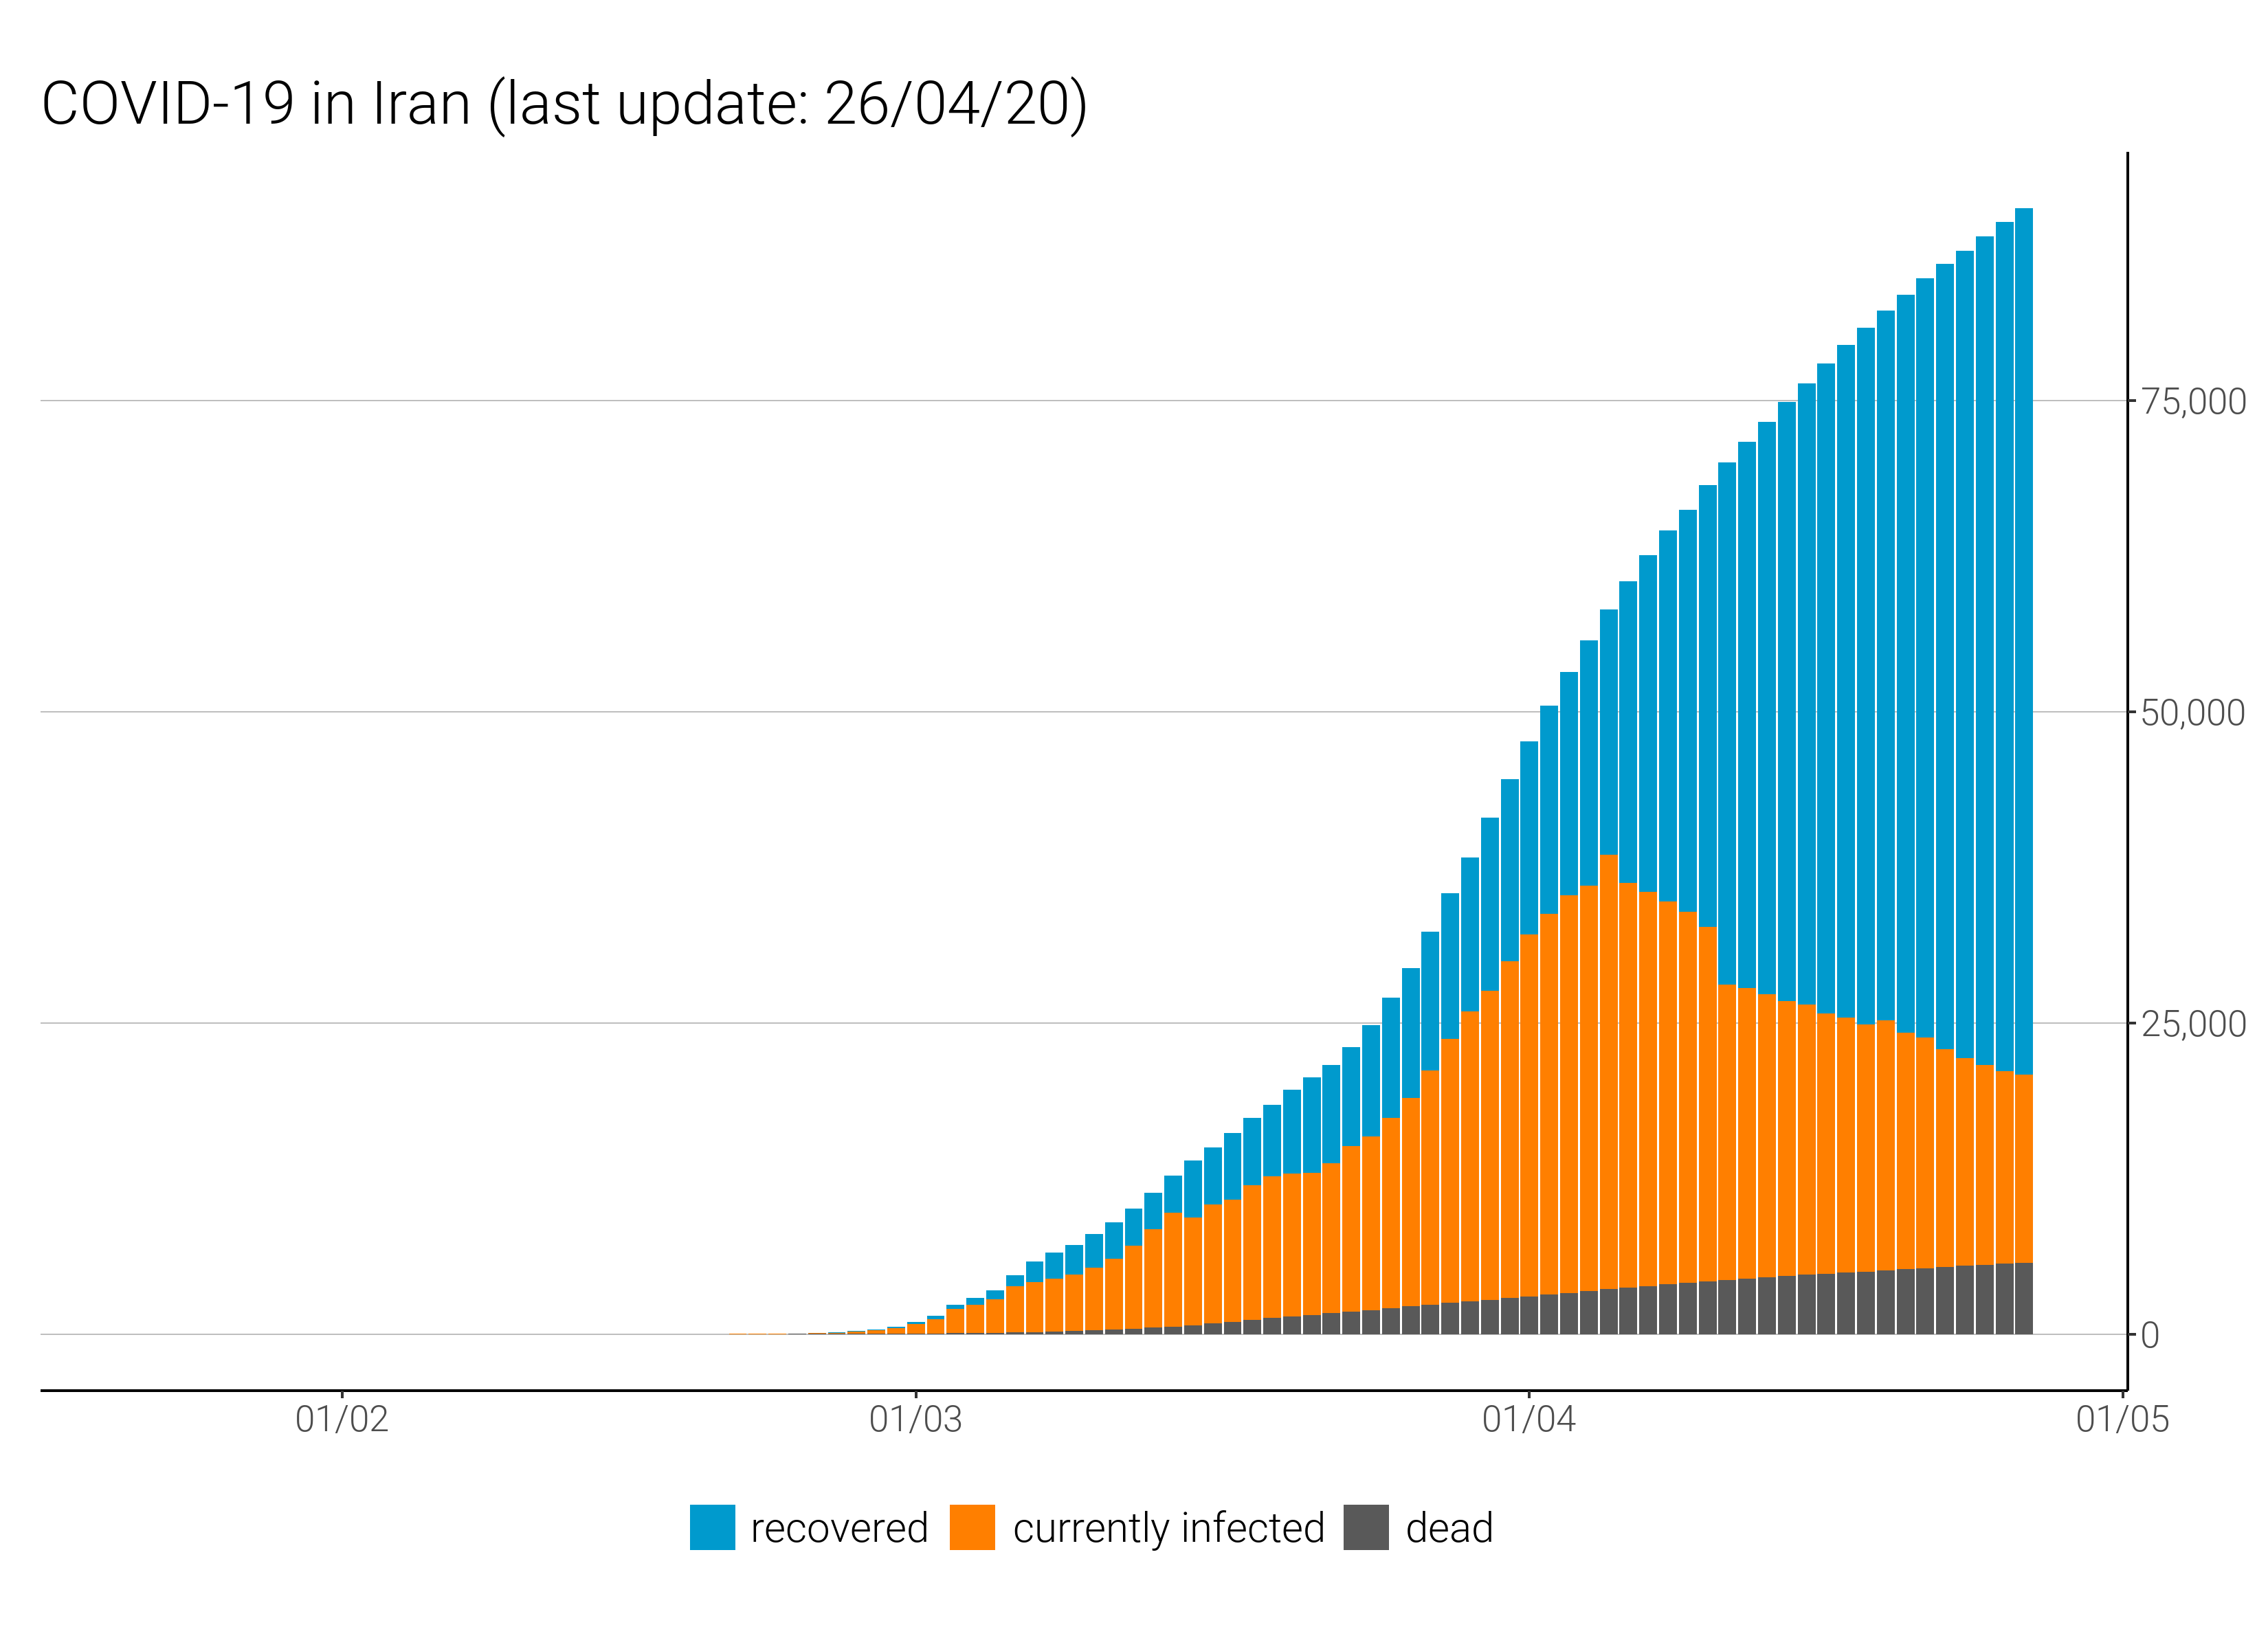 COVID-19 in Iran (last update: 26/04/20)
75,000
50,000
25,000
0
01/02 01/03 01/04 01/05
recovered currently infected dead